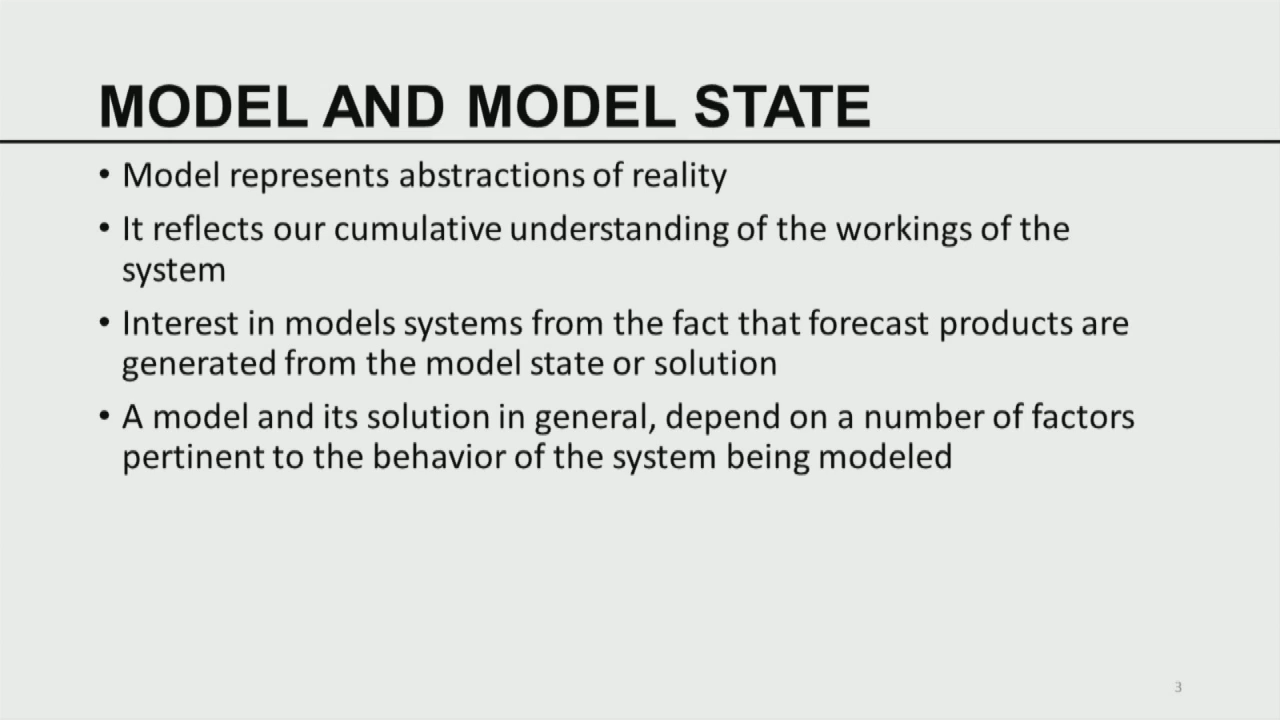 MODEL AND MODEL STATE
• Model represents abstractions of reality
• It reflects our cumulative understanding of the workings of the
system
• Interest in models systems from the fact that forecast products are
generated from the model state or solution
• A model and its solution in general, depend on a number of factors
pertinent to the behavior of the system being modeled
3